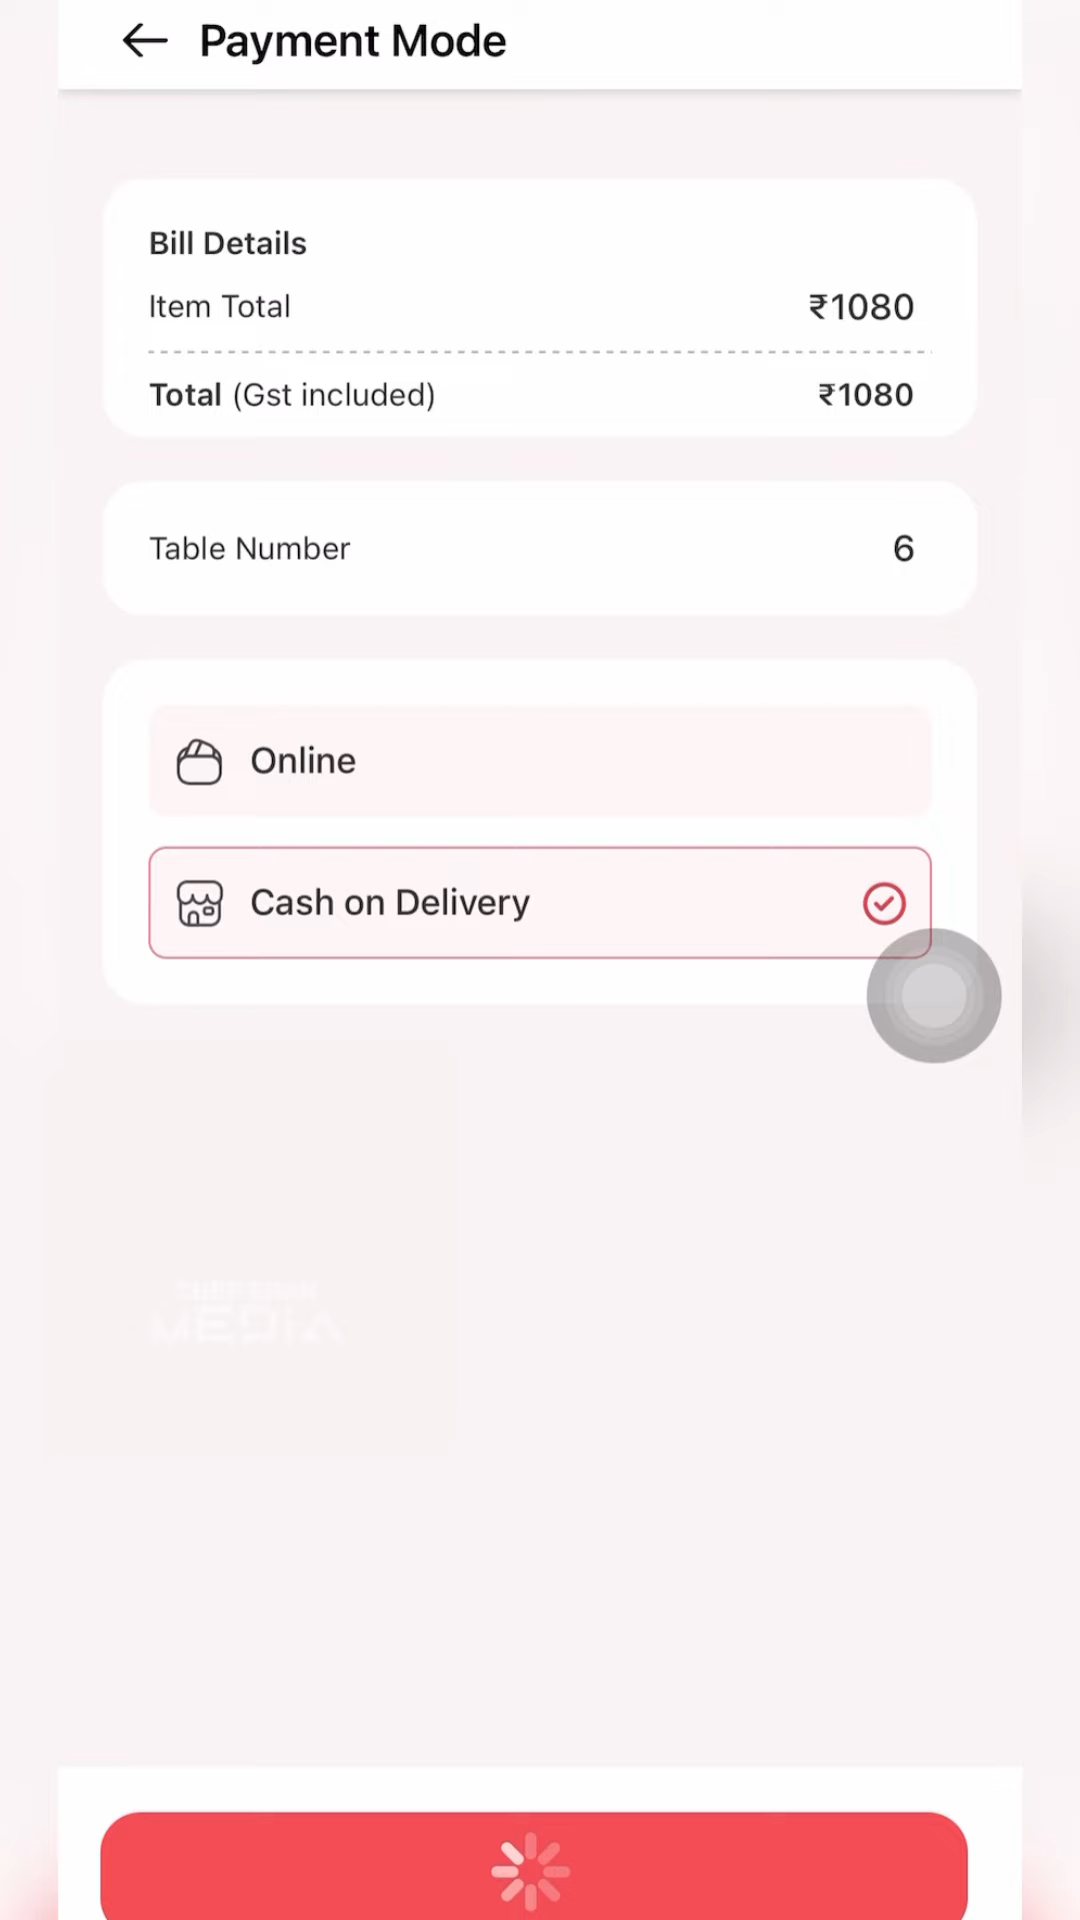 Payment Mode
Bill Details
Item Total ₹1080
Total (Gst included) ₹1080
Table Number 6
Online
Cash on Delivery
MEDIA